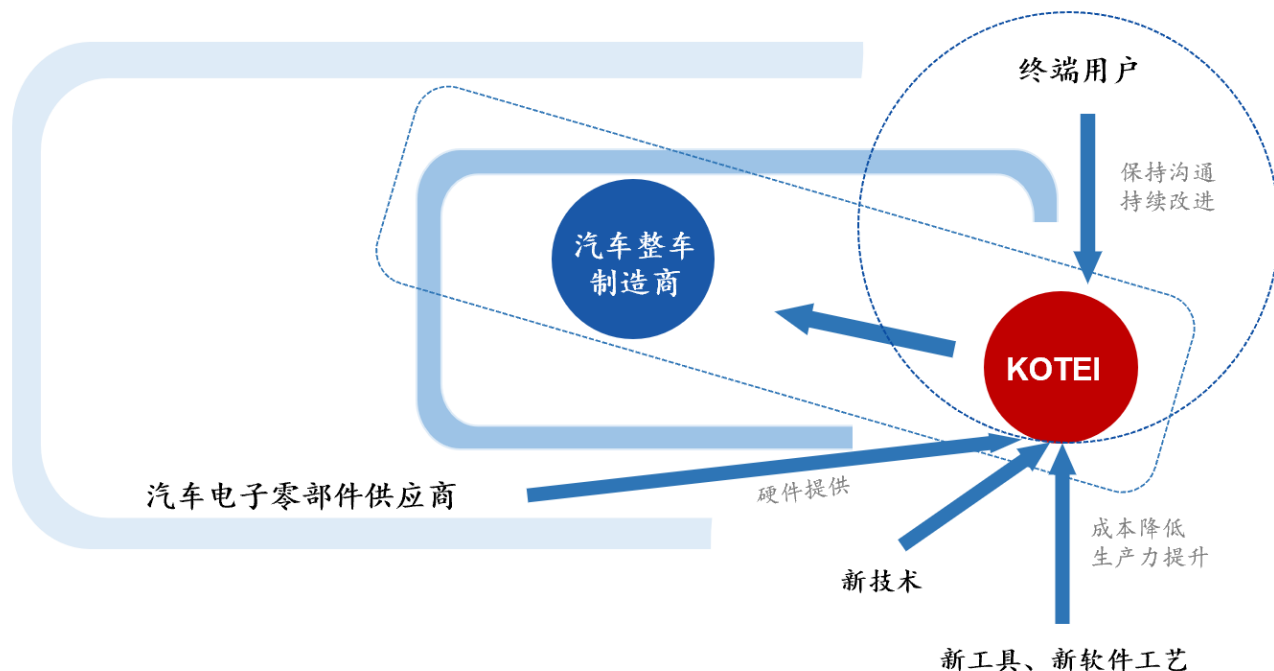 终端用户
保持沟通
持续改进
汽车整车
制造商
KOTEI
汽车电子零部件供应商
硬件提供
成本降低
生产力提升
新技术
新工具、新软件工艺